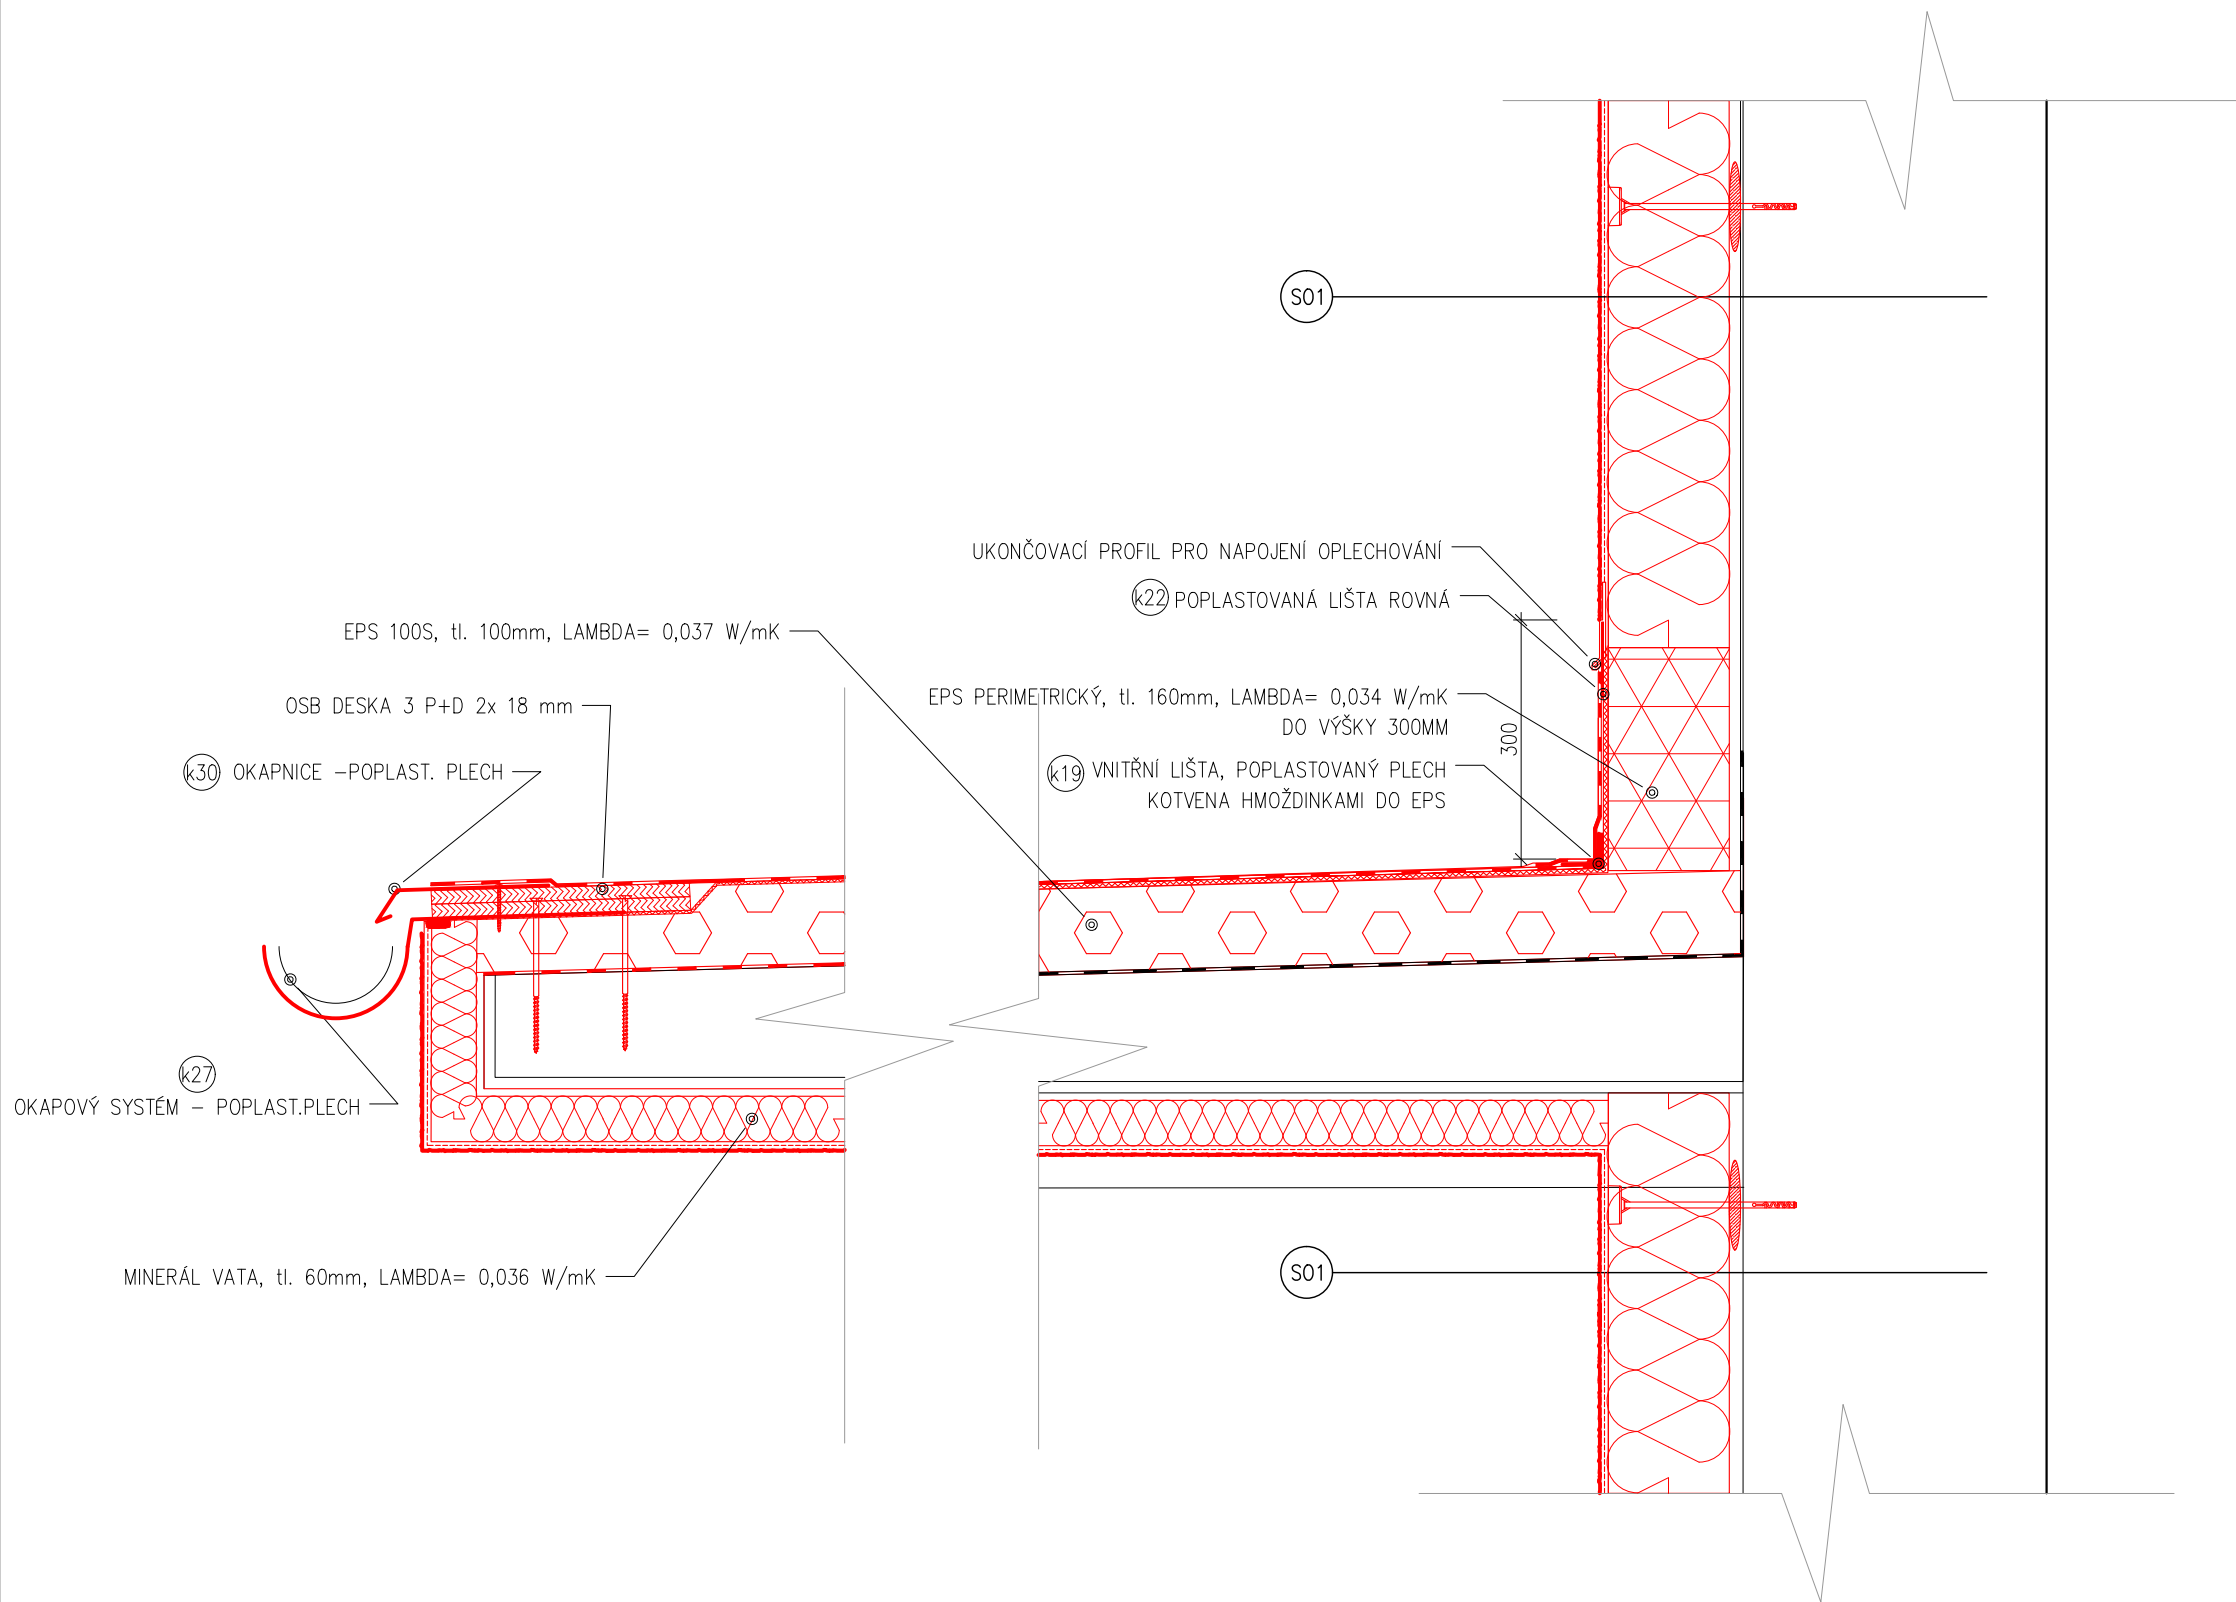 S01
UKONČOVACÍ PROFIL PRO NAPOJENÍ OPLECHOVÁNÍ
k22 POPLASTOVANÁ LIŠTA ROVNÁ
EPS 100S, tl. 100mm, LAMBDA= 0,037 W/mK
EPS PERIMETRICKÝ, tl. 160mm, LAMBDA= 0,034 W/mK
DO VÝŠKY 300MM
300
OSB DESKA 3 P+D 2x 18 mm
k30 OKAPNICE -POPLAST. PLECH
k19 VNITŘNÍ LIŠTA, POPLASTOVANÝ PLECH
KOTVENA HMOŽDINKAMI DO EPS
k27
OKAPOVÝ SYSTÉM - POPLAST.PLECH
MINERÁL VATA, tl. 60mm, LAMBDA= 0,036 W/mK
S01